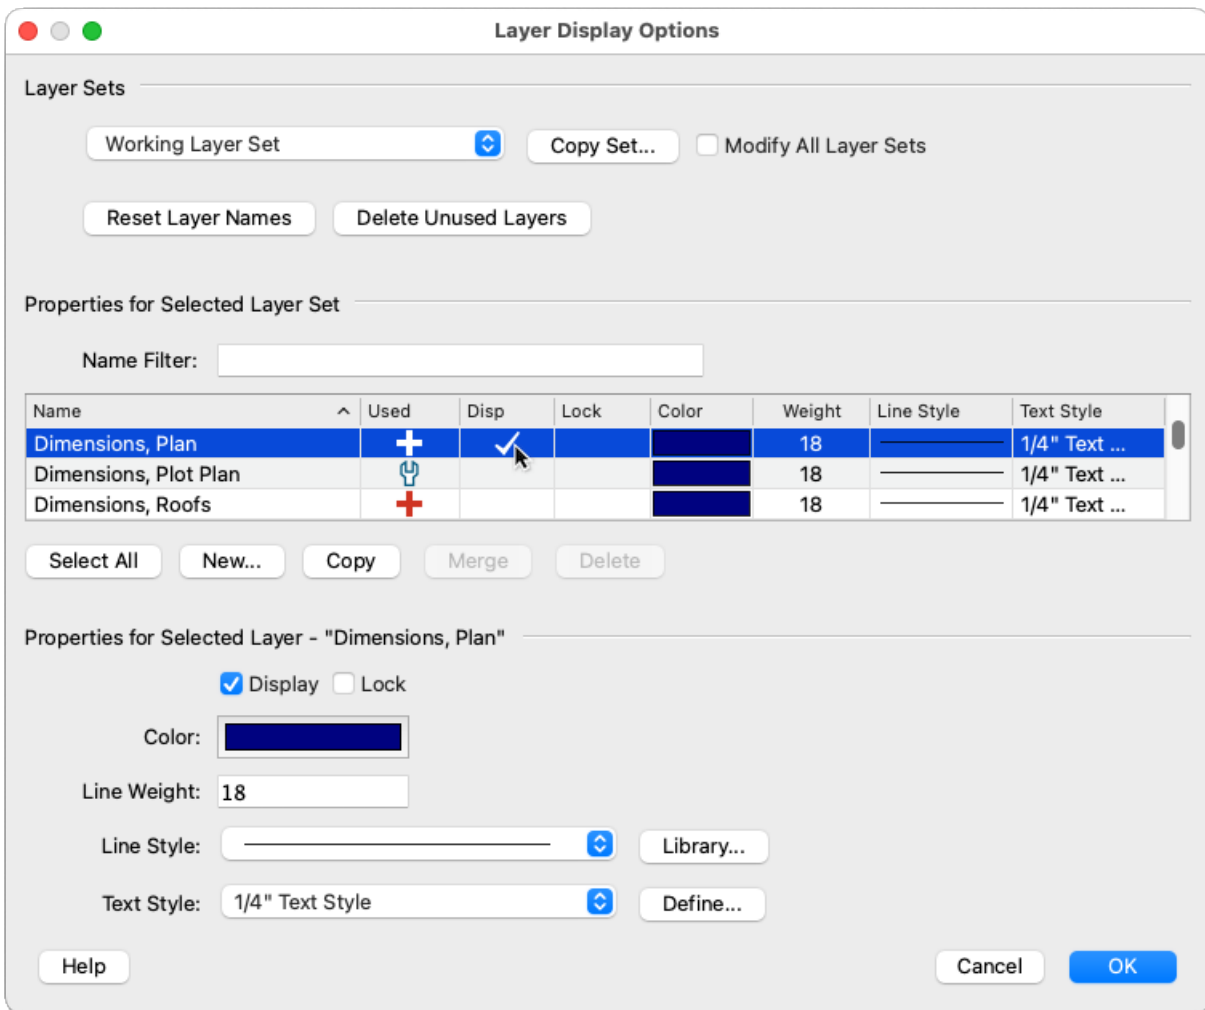 Layer Display Options
Layer Sets
Working Layer Set Copy Set... Modify All Layer Sets
Reset Layer Names Delete Unused Layers
Properties for Selected Layer Set
Name Filter:
Name Used Disp Lock Color Weight Line Style Text Style
Dimensions, Plan 18 1/4" Text ...
Dimensions, Plot Plan 18 1/4" Text ...
Dimensions, Roofs 18 1/4" Text ...
Select All New... Copy Merge Delete
Properties for Selected Layer - "Dimensions, Plan"
Display Lock
Color:
Line Weight: 18
Line Style: Library...
Text Style: 1/4" Text Style Define...
Help Cancel OK